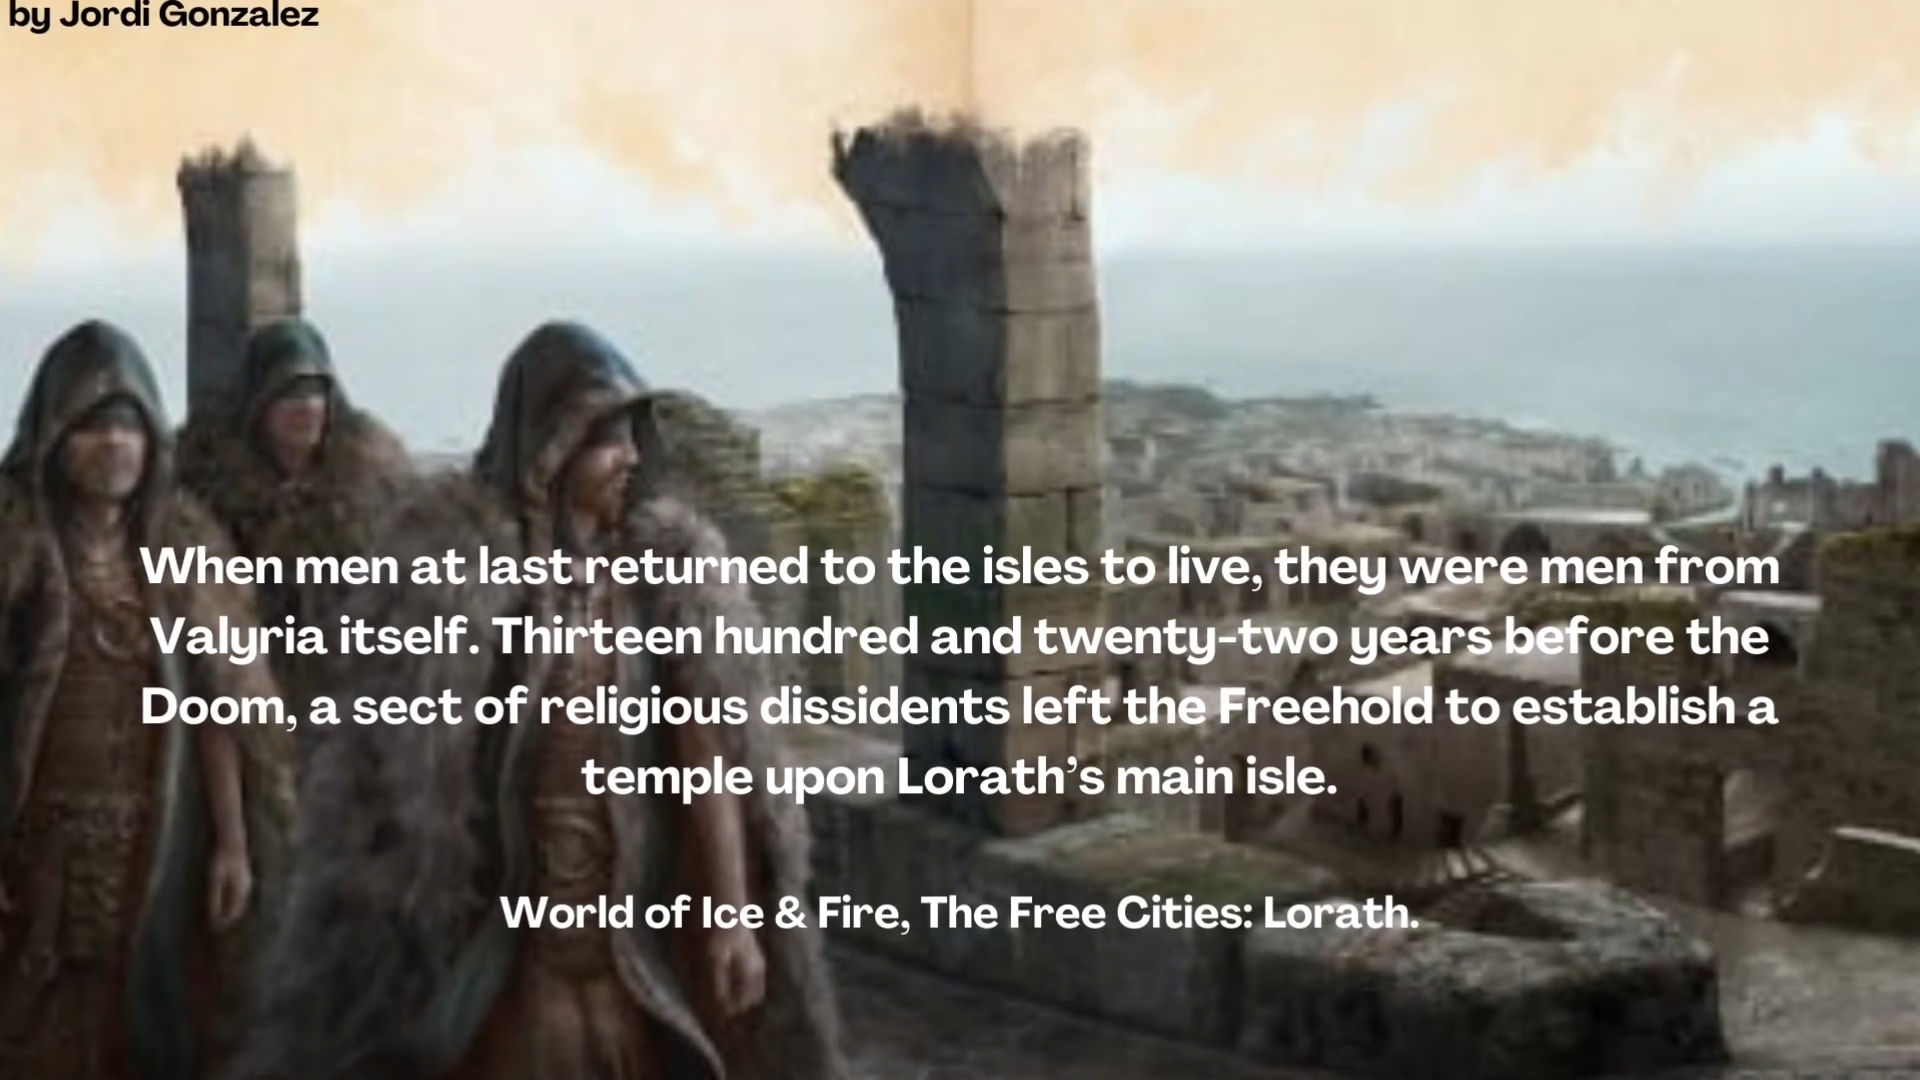 by Jordi Gonzalez
When men at last returned to the isles to live, they were men from
Valyria itself. Thirteen hundred and twenty-two years before the
Doom, a sect of religious dissidents left the Freehold to establish a
temple upon Lorath’s main isle.
World of Ice & Fire, The Free Cities: Lorath.